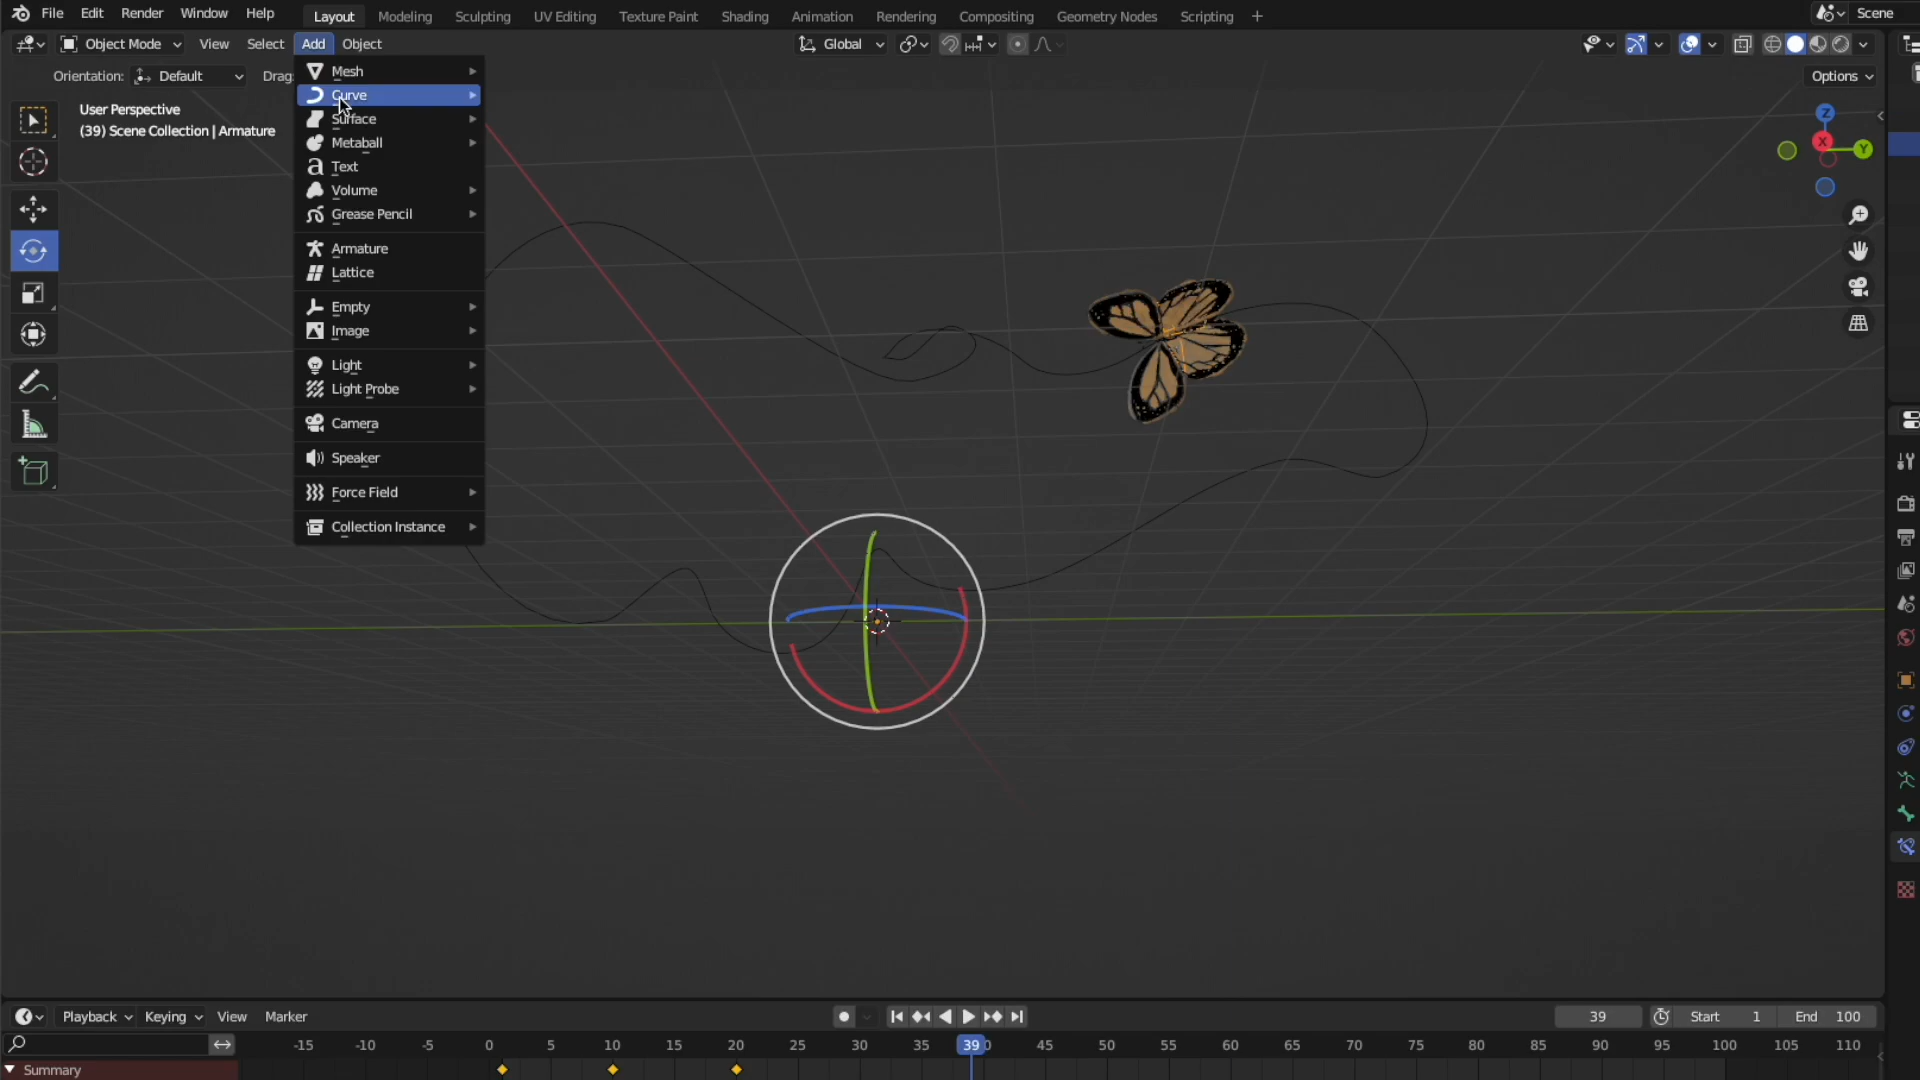 File Edit Render Window Help Layout Modeling Sculpting UV Editing Texture Paint Shading Animation Rendering Compositing Geometry Nodes Scripting + Scene
Object Mode View Select Add Object Global
Orientation: Default Drag: Options
User Perspective
(39) Scene Collection | Armature
Mesh
Curve
Surface
Metaball
Text
Volume
Grease Pencil
Armature
Lattice
Empty
Image
Light
Light Probe
Camera
Speaker
Force Field
Collection Instance
Z
X
Y
Playback Keying View Marker 39 Start 1 End 100
-15 -10 -5 0 5 10 15 20 25 30 35 39 45 50 55 60 65 70 75 80 85 90 95 100 105 110
Summary